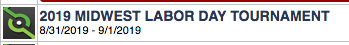 2019 MIDWEST LABOR DAY TOURNAMENT
8/31/2019 - 9/1/2019